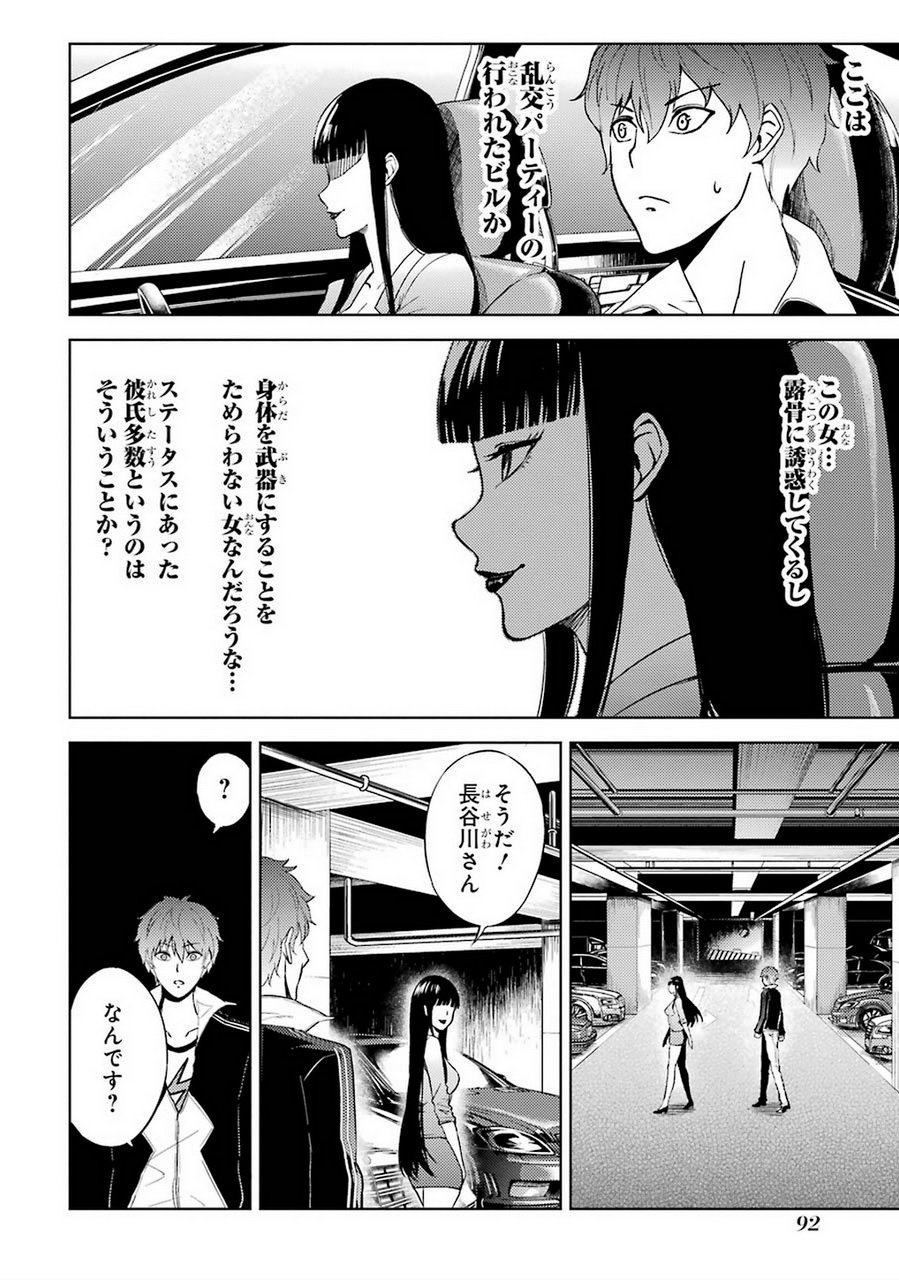 ここは
乱交パーティーの
行われたビルか
この女…
露骨に誘惑してくるし
身体を武器にすることを
ためらわない女なんだろうな…
ステータスにあった
彼氏多数というのは
そういうことか？
そうだ！
長谷川さん
？
なんです？
92